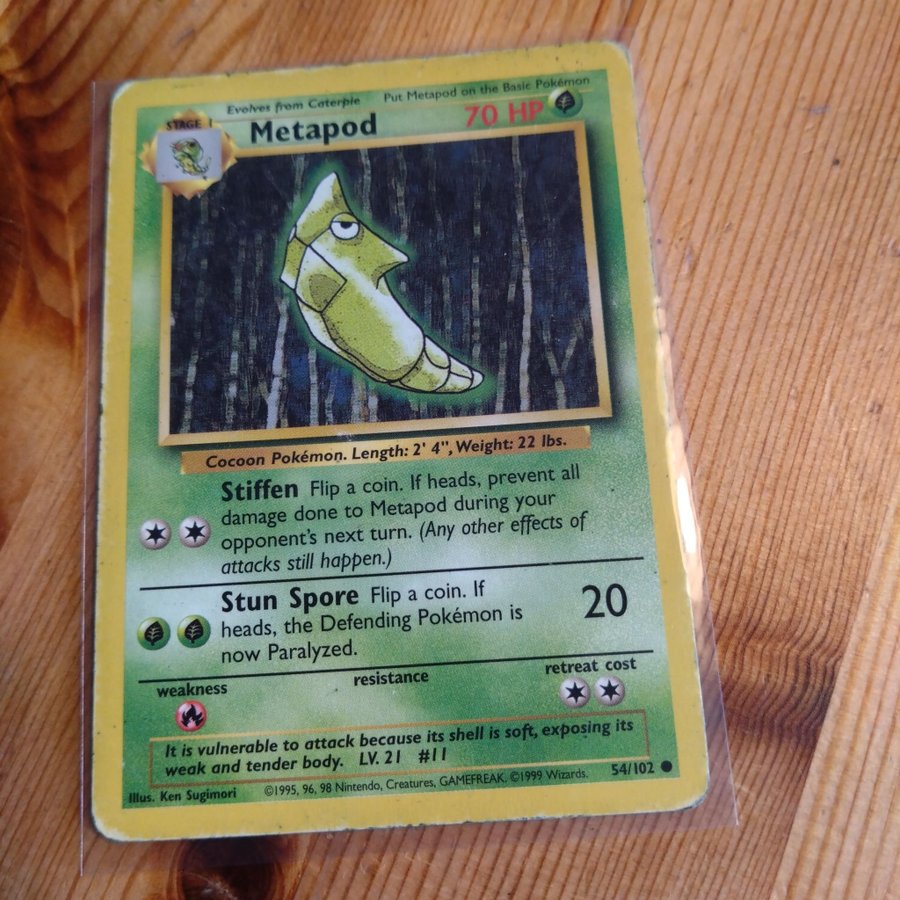 Evolves from Caterpie Put Metapod on the Basic Pokémon
STAGE 1
Metapod 70 HP
Cocoon Pokémon. Length: 2' 4", Weight: 22 lbs.
Stiffen Flip a coin. If heads, prevent all
damage done to Metapod during your
opponent's next turn. (Any other effects of
attacks still happen.)
Stun Spore Flip a coin. If
heads, the Defending Pokémon is
now Paralyzed.
20
weakness resistance retreat cost
It is vulnerable to attack because its shell is soft, exposing its
weak and tender body. LV. 21 #11
Illus. Ken Sugimori ©1995, 96, 98 Nintendo, Creatures, GAMEFREAK. ©1999 Wizards. 54/102